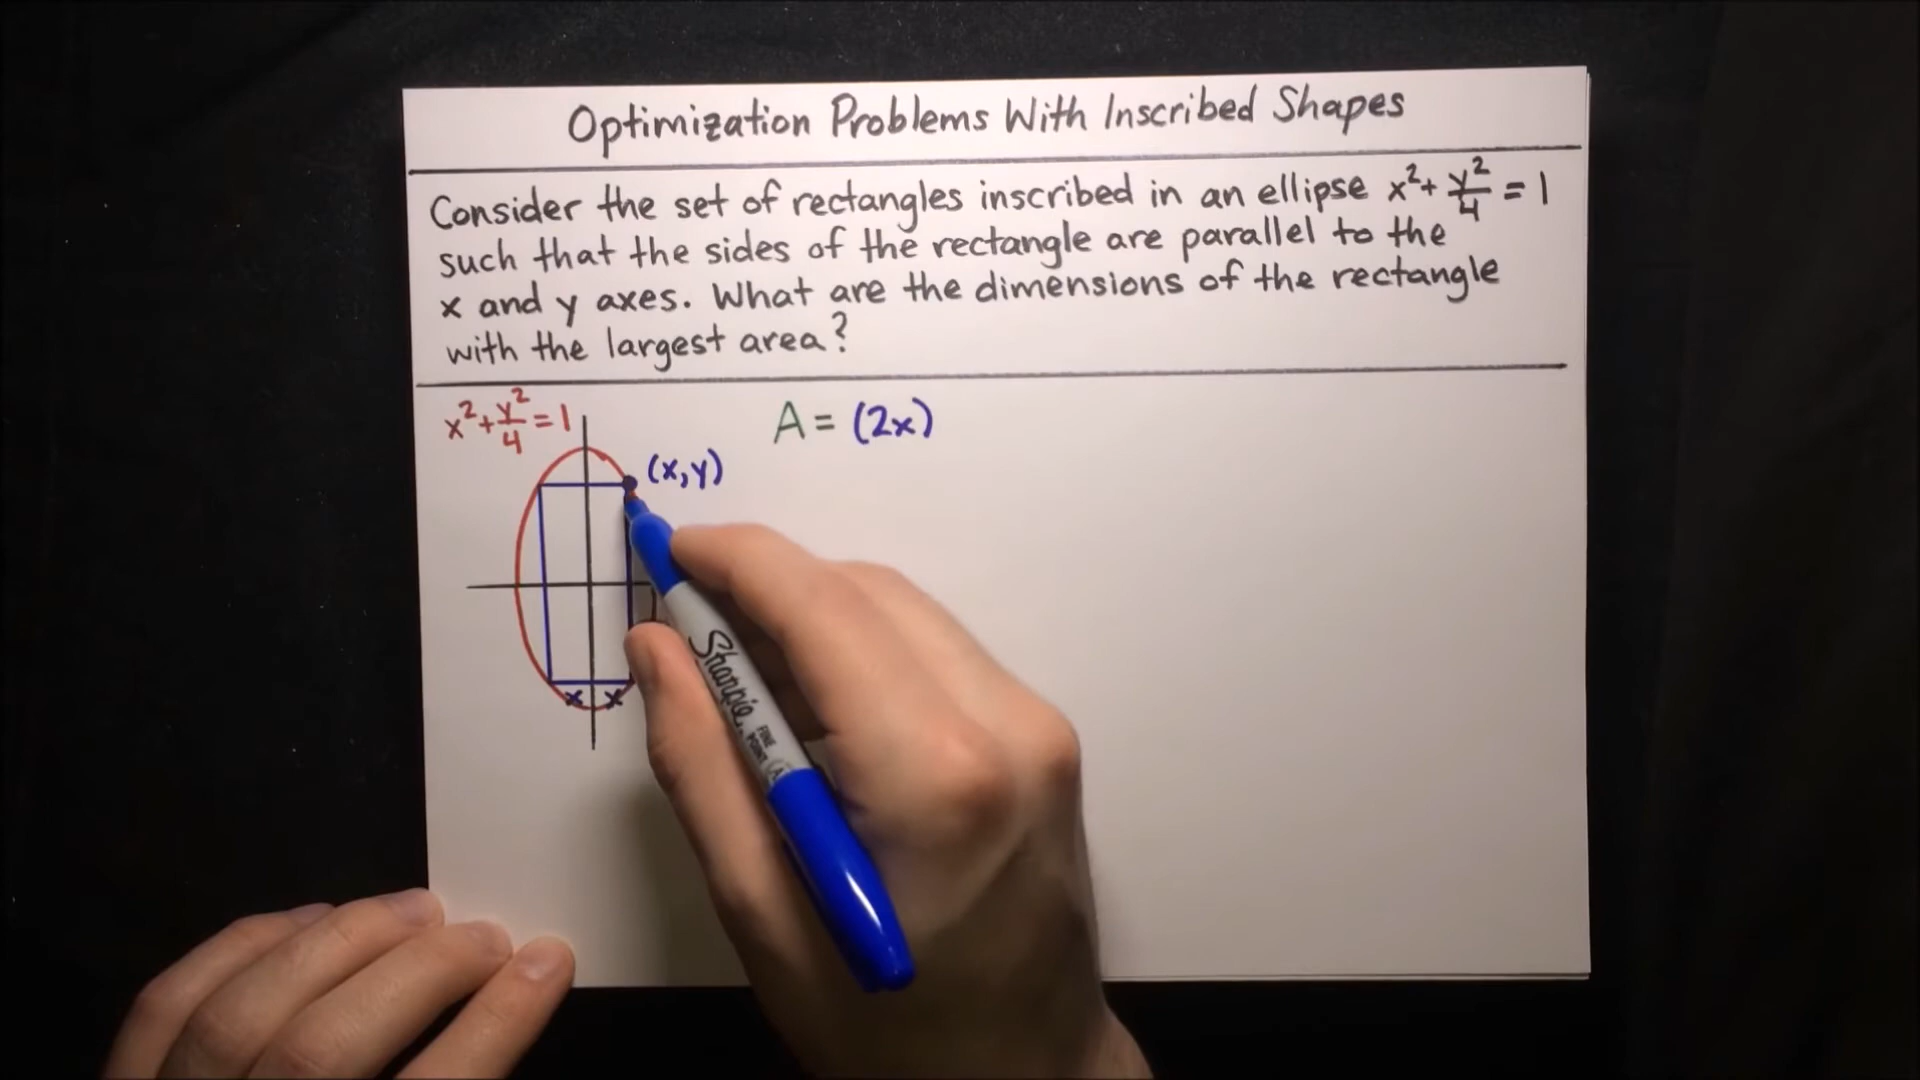 Optimization Problems With Inscribed Shapes
Consider the set of rectangles inscribed in an ellipse x² + y²/4 = 1
such that the sides of the rectangle are parallel to the
x and y axes. What are the dimensions of the rectangle
with the largest area?
x² + y²/4 = 1
A = (2x)
(x,y)
x x
Sharpie.
FINE
POINT